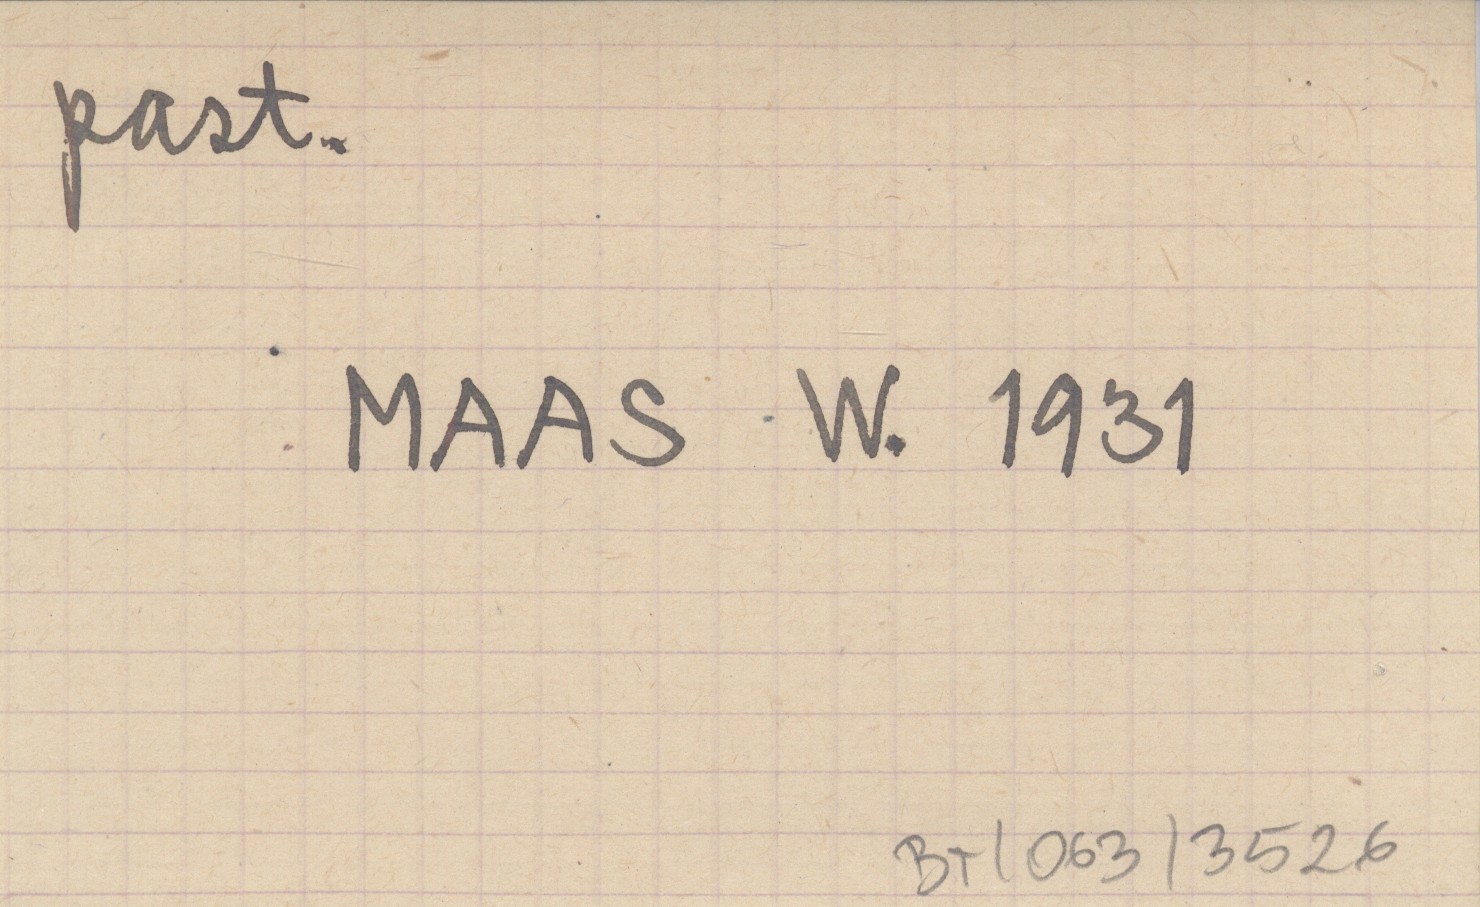 past.
MAAS W. 1931
BT/063/3526